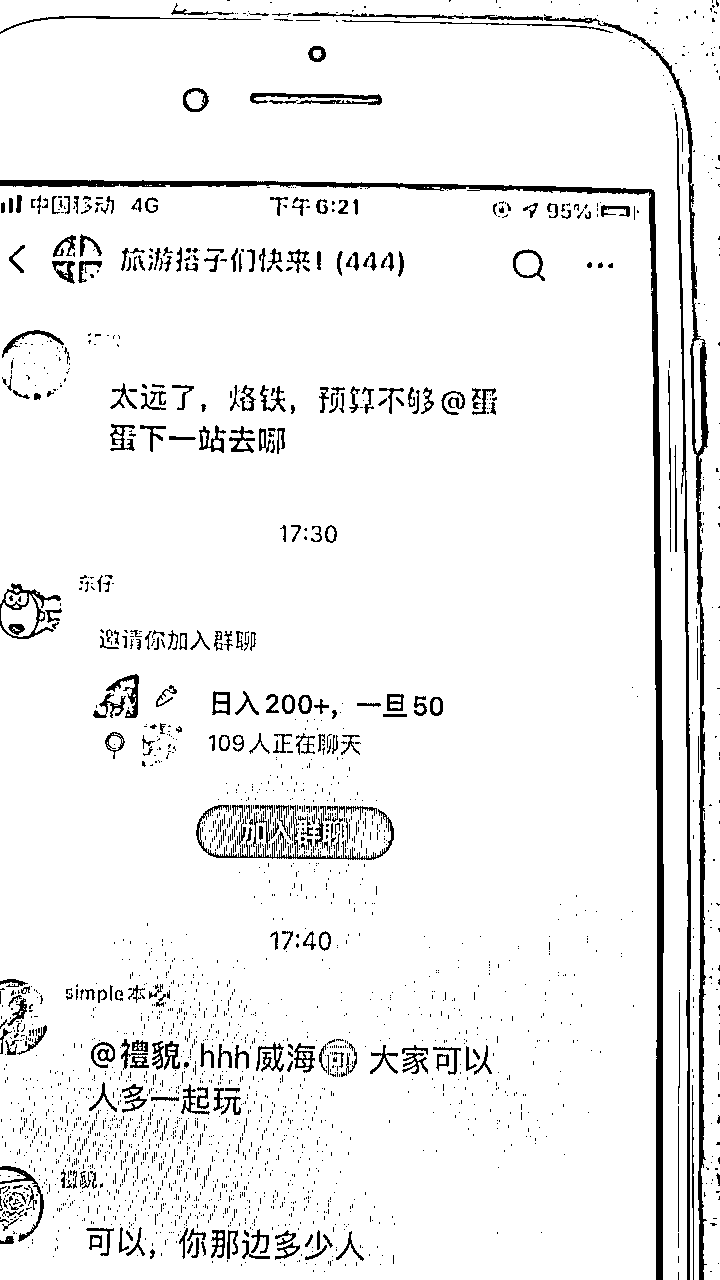 中国移动 4G 下午6:21 95%
旅游搭子们快来！(444)
太远了，烙铁，预算不够@蛋
蛋下一站去哪
17:30
东仔
邀请你加入群聊
日入200+，一旦50
109人正在聊天
加入群聊
17:40
simple本
@禮貌. hhh威海 大家可以
人多一起玩
禮貌.
可以，你那边多少人